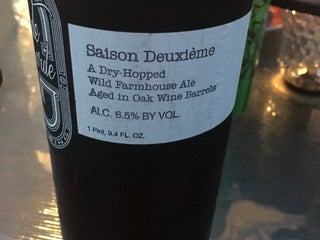 Saison Deuxième
A Dry-Hopped
Wild Farmhouse Ale
Aged in Oak Wine Barrels
ALC. 6.5% BY VOL.
1 Pint, 9.4 FL. OZ.